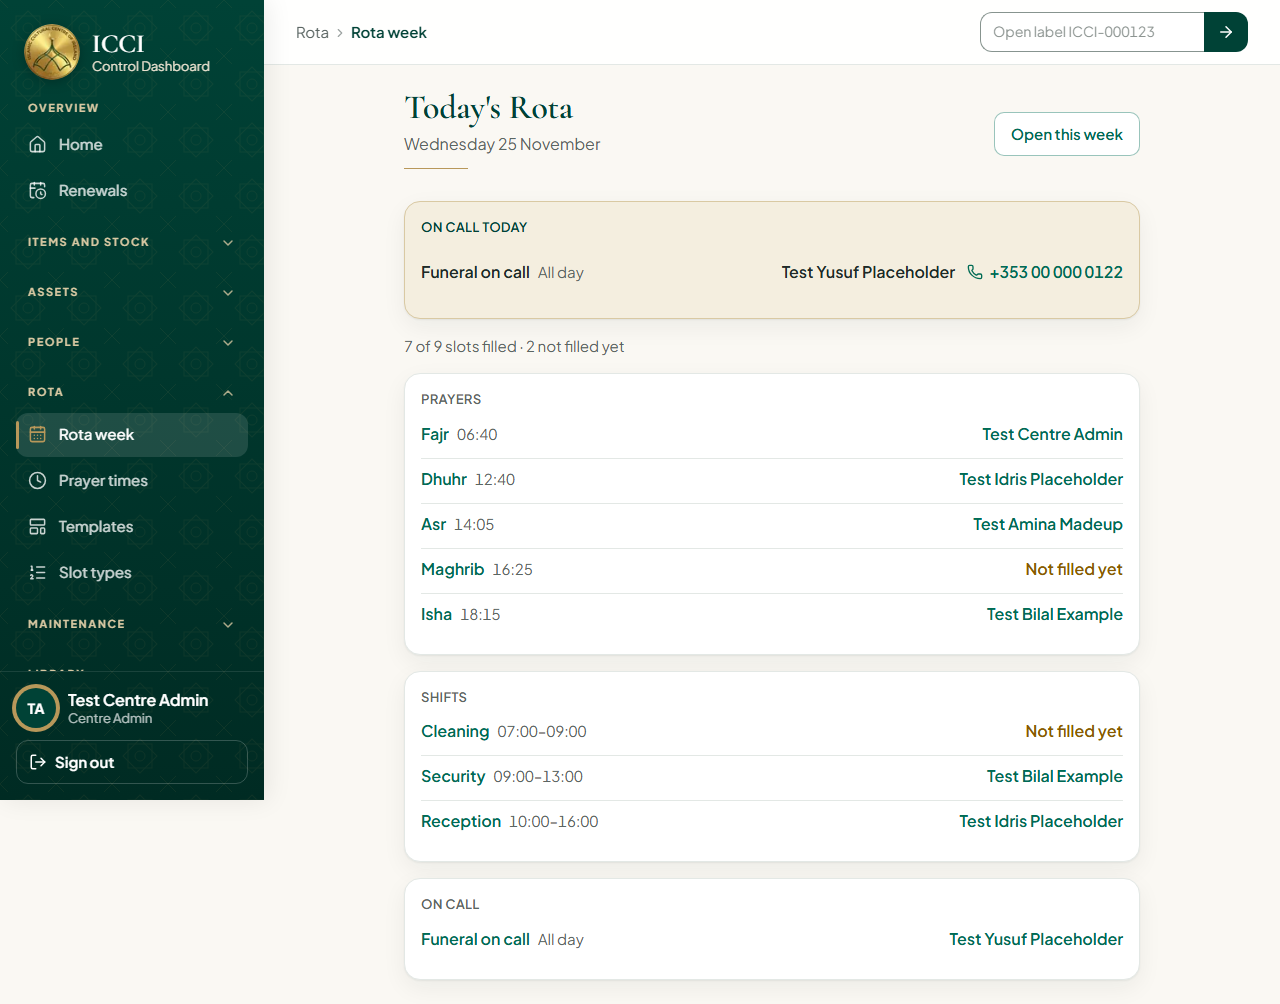 ICCI
Control Dashboard
OVERVIEW
Home
Renewals
ITEMS AND STOCK
ASSETS
PEOPLE
ROTA
Rota week
Prayer times
Templates
Slot types
MAINTENANCE
TA
Test Centre Admin
Centre Admin
Sign out
Rota > Rota week
Open label ICCI-000123
Today's Rota
Wednesday 25 November
Open this week
ON CALL TODAY
Funeral on call All day Test Yusuf Placeholder +353 00 000 0122
7 of 9 slots filled · 2 not filled yet
PRAYERS
Fajr 06:40 Test Centre Admin
Dhuhr 12:40 Test Idris Placeholder
Asr 14:05 Test Amina Madeup
Maghrib 16:25 Not filled yet
Isha 18:15 Test Bilal Example
SHIFTS
Cleaning 07:00–09:00 Not filled yet
Security 09:00–13:00 Test Bilal Example
Reception 10:00–16:00 Test Idris Placeholder
ON CALL
Funeral on call All day Test Yusuf Placeholder